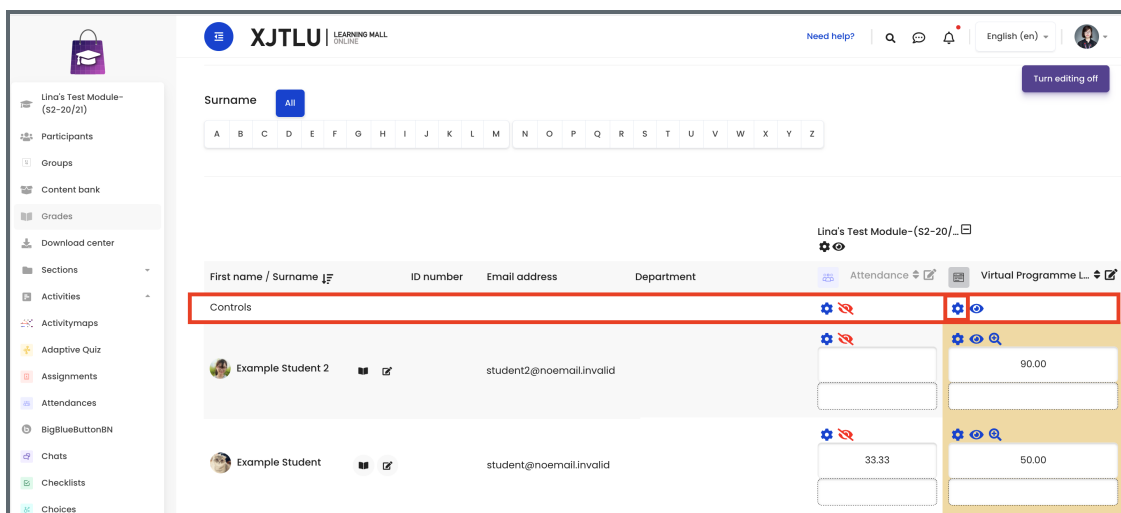 XJTLU LEARNING MALL
ONLINE
Need help?
English (en)
Turn editing off
Lina's Test Module-
(S2-20/21)
Participants
Groups
Content bank
Grades
Download center
Sections
Activities
Activitymaps
Adaptive Quiz
Assignments
Attendances
BigBlueButtonBN
Chats
Checklists
Choices
Surname All
A B C D E F G H I J K L M N O P Q R S T U V W X Y Z
Lina's Test Module-(S2-20/...
First name / Surname ID number Email address Department Attendance Virtual Programme L...
Controls
Example Student 2 student2@noemail.invalid 90.00
Example Student student@noemail.invalid 33.33 50.00